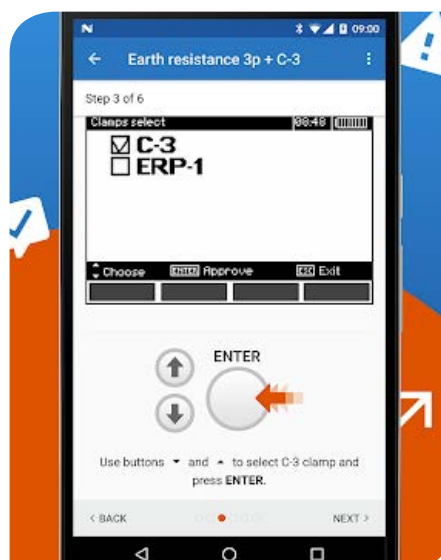 09:00
Earth resistance 3p + C-3
Step 3 of 6
Clamps select 08:48
C-3
ERP-1
Choose ENTER Approve ESC Exit
ENTER
Use buttons ▼ and ▲ to select C-3 clamp and
press ENTER.
< BACK NEXT >